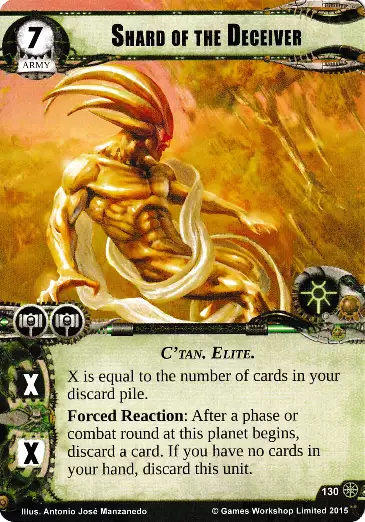 7
ARMY
Shard of the Deceiver
C'tan. Elite.
X
X is equal to the number of cards in your
discard pile.
Forced Reaction: After a phase or
combat round at this planet begins,
discard a card. If you have no cards in
your hand, discard this unit.
X
130
Illus. Antonio José Manzanedo
© Games Workshop Limited 2015